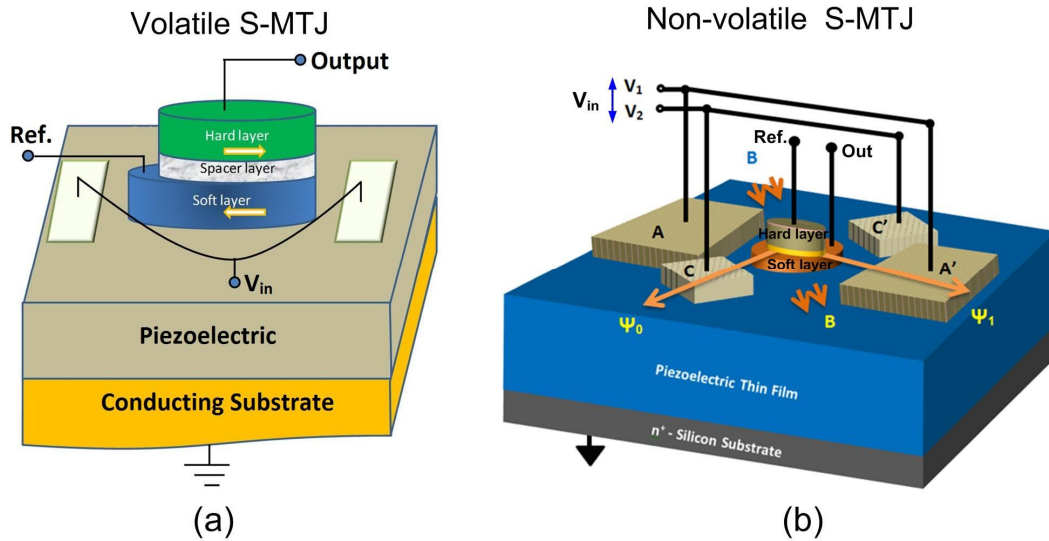 Volatile S-MTJ
Output
Ref.
Hard layer
Spacer layer
Soft layer
V_in
Piezoelectric
Conducting Substrate
(a)
Non-volatile S-MTJ
V_in
V_1
V_2
Ref.
Out
B
A
C'
Hard layer
Soft layer
C
A'
Ψ_0
B
Ψ_1
Piezoelectric Thin Film
n⁺ - Silicon Substrate
(b)